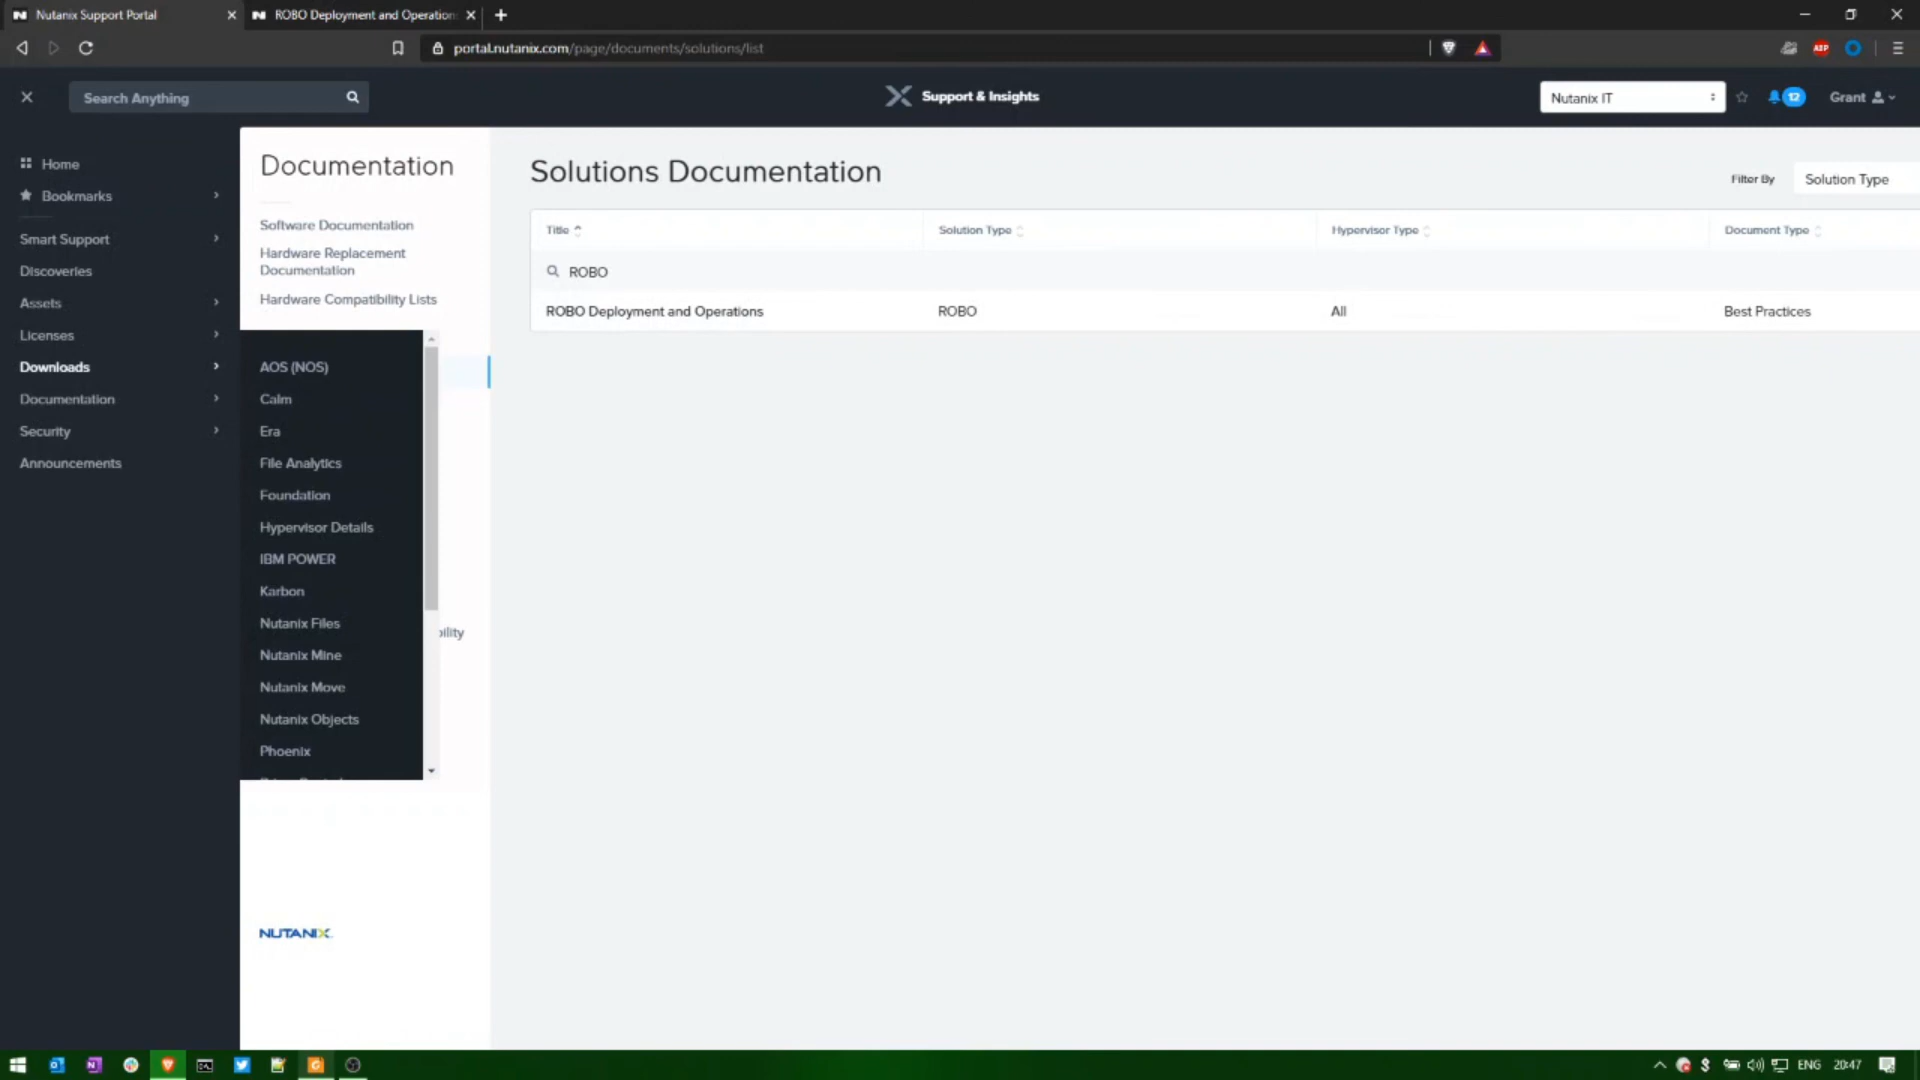 Nutanix Support Portal
ROBO Deployment and Operation
portal.nutanix.com/page/documents/solutions/list
ABP
Search Anything
Support & Insights
Nutanix IT
12
Grant
Home
Bookmarks
Smart Support
Discoveries
Assets
Licenses
Downloads
Documentation
Security
Announcements
Documentation
Software Documentation
Hardware Replacement
Documentation
Hardware Compatibility Lists
AOS (NOS)
Calm
Era
File Analytics
Foundation
Hypervisor Details
IBM POWER
Karbon
Nutanix Files
Nutanix Mine
Nutanix Move
Nutanix Objects
Phoenix
bility
NUTANIX
Solutions Documentation
Filter By
Solution Type
Title
Solution Type
Hypervisor Type
Document Type
ROBO
ROBO Deployment and Operations
ROBO
All
Best Practices
ENG
20:47